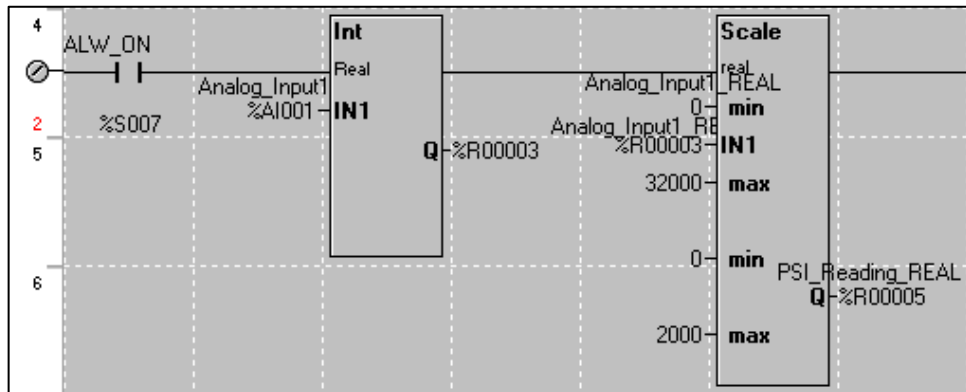 4
ALW_ON
%S007
2
5
6
Int
Real
Analog_Input1
%AI001
IN1
Q
%R00003
Scale
real
Analog_Input1_REAL
0
min
Analog_Input1_RE
%R00003
IN1
32000
max
0
min
PSI_Reading_REAL
Q
%R00005
2000
max